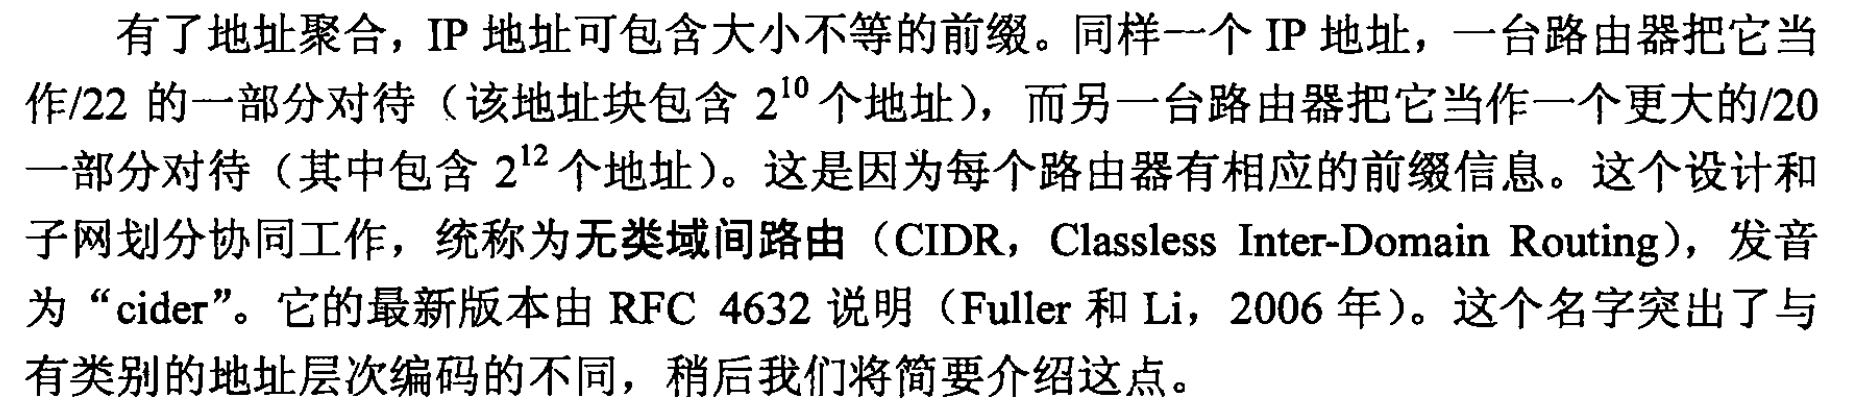 有了地址聚合，IP 地址可包含大小不等的前缀。同样一个 IP 地址，一台路由器把它当
作/22 的一部分对待（该地址块包含 2^10 个地址），而另一台路由器把它当作一个更大的/20
一部分对待（其中包含 2^12 个地址）。这是因为每个路由器有相应的前缀信息。这个设计和
子网划分协同工作，统称为无类域间路由（CIDR，Classless Inter-Domain Routing），发音
为“cider”。它的最新版本由 RFC 4632 说明（Fuller 和 Li，2006 年）。这个名字突出了与
有类别的地址层次编码的不同，稍后我们将简要介绍这点。